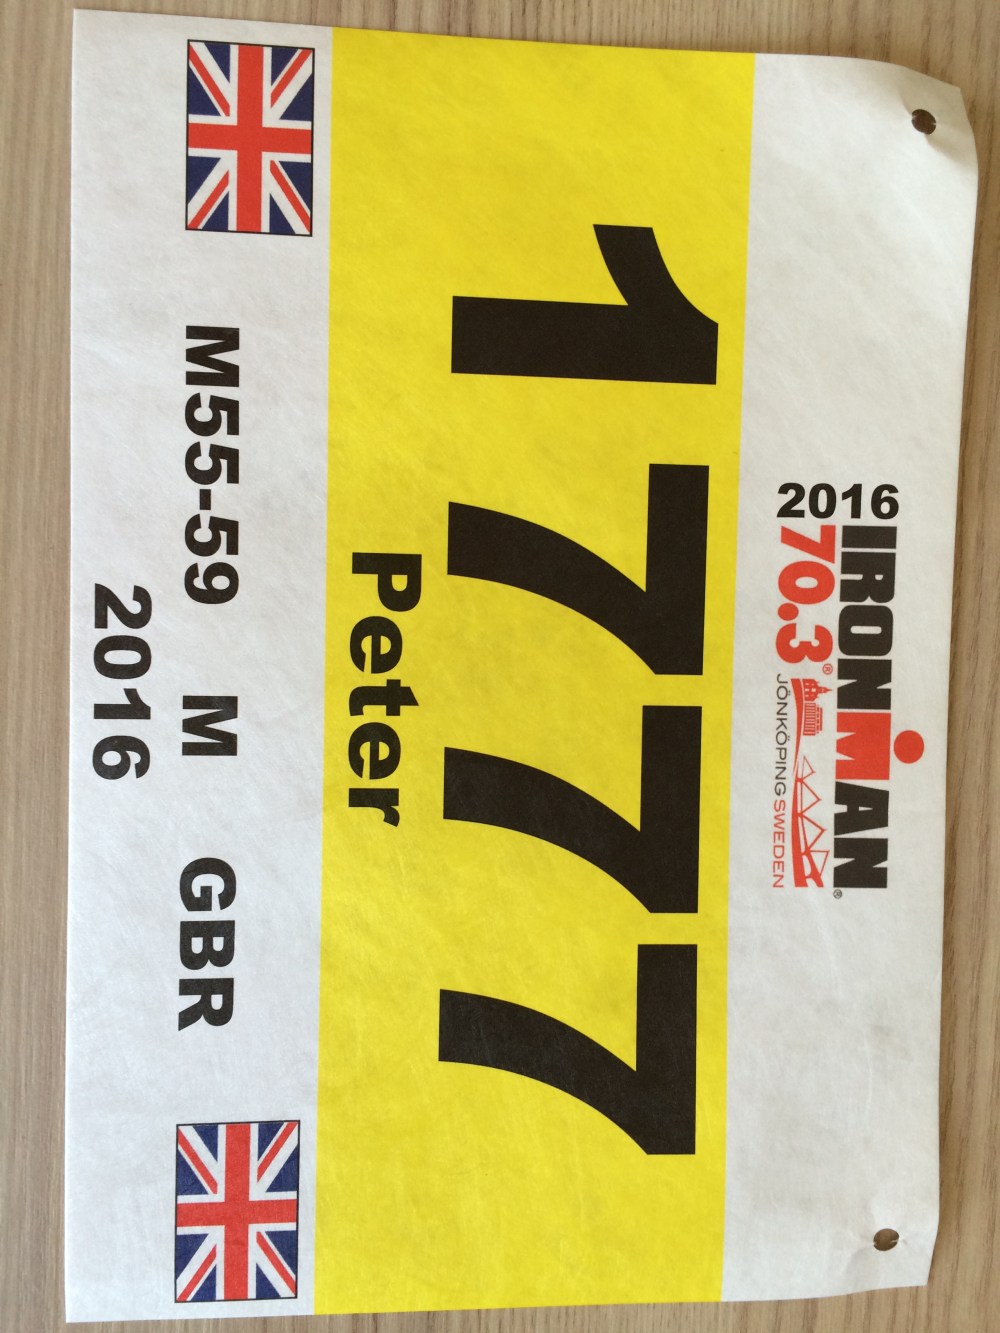 2016
IRONMAN®
70.3®
JÖNKÖPING SWEDEN
1777
Peter
M55-59 M GBR
2016